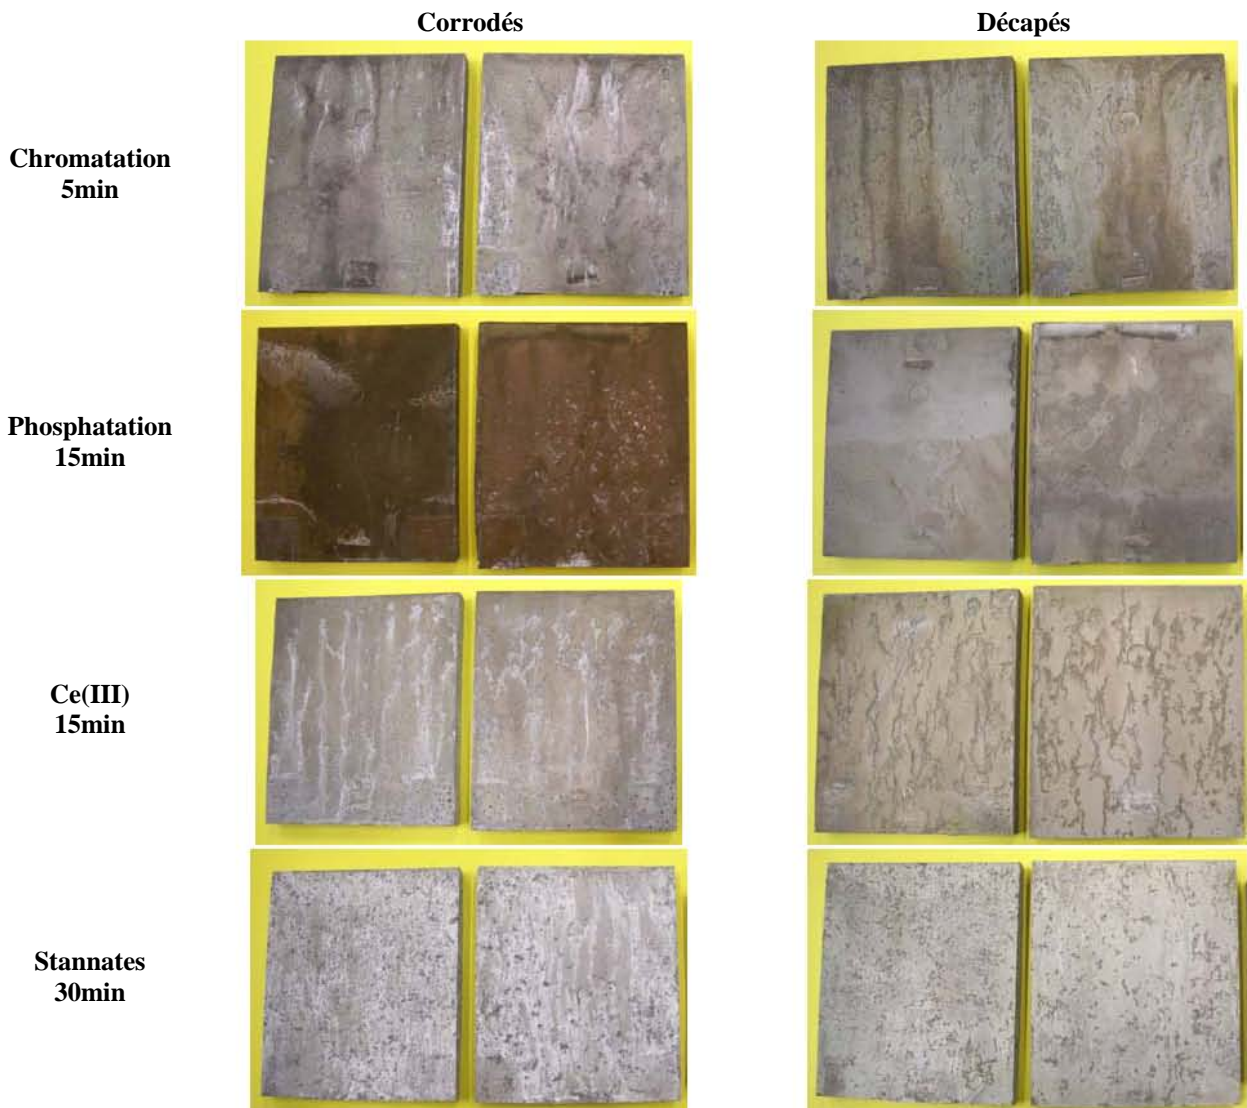 Corrodés
Décapés
Chromatation
5min
Phosphatation
15min
Ce(III)
15min
Stannates
30min